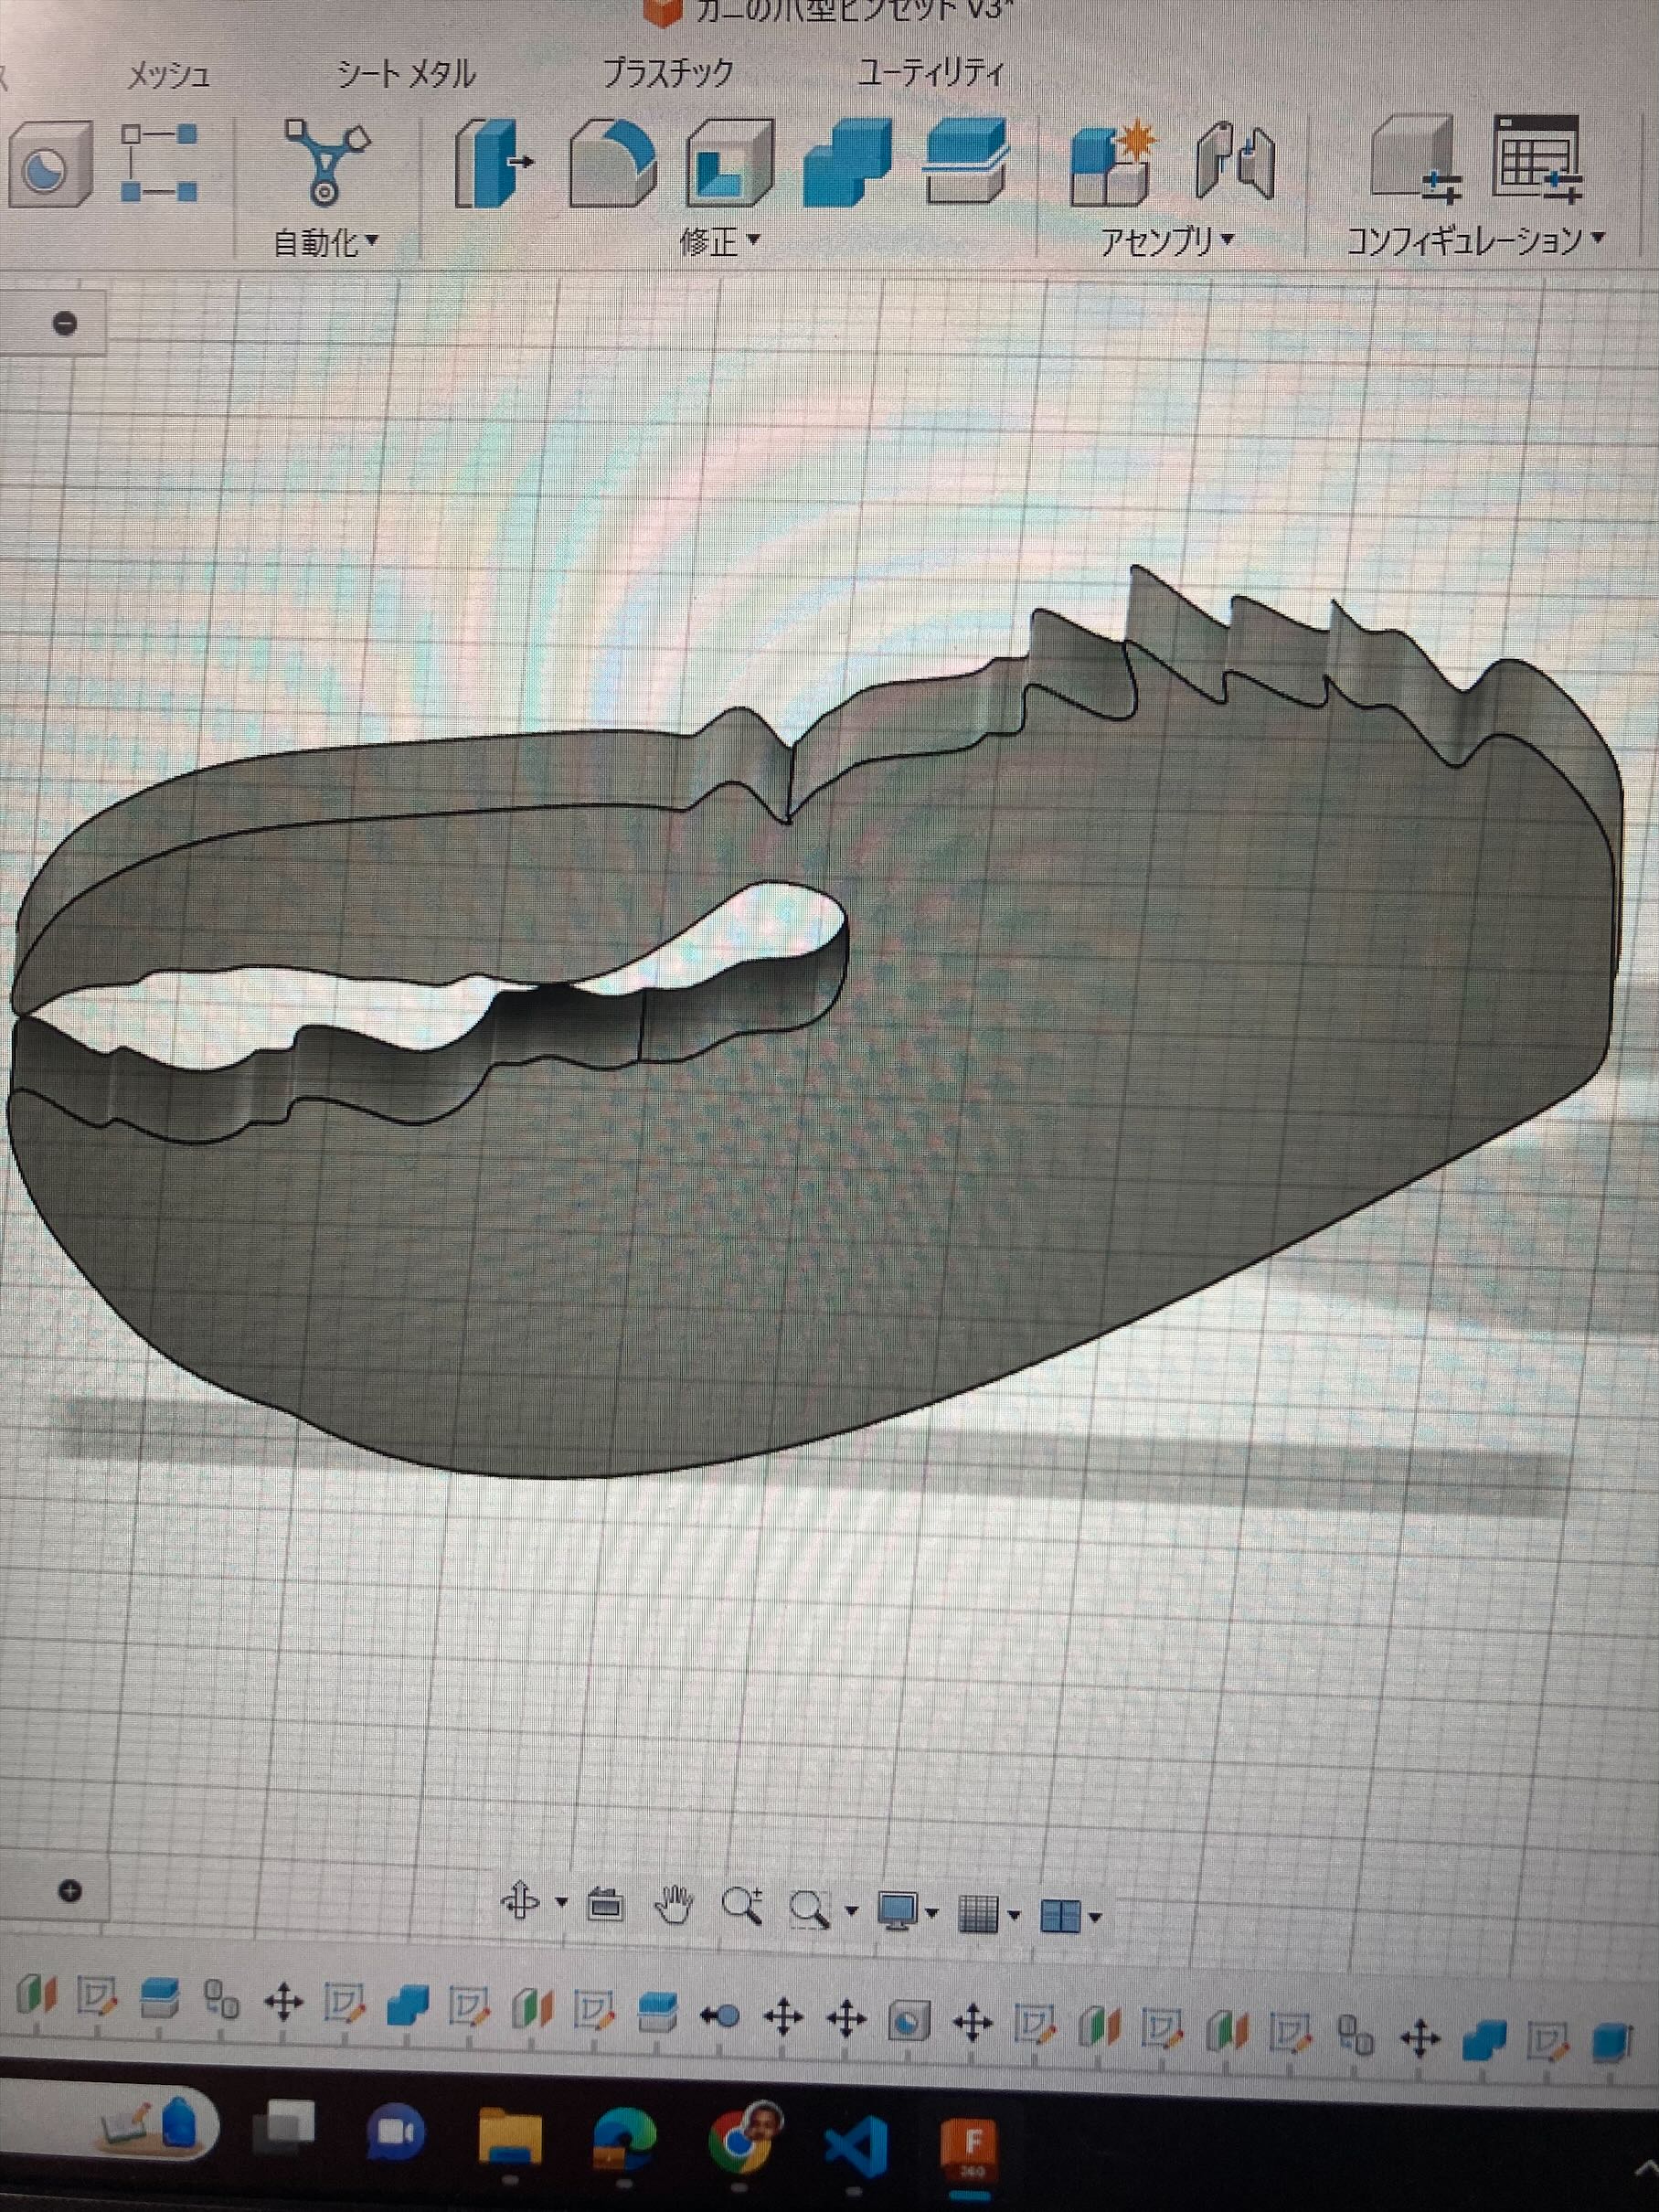 カニの爪型ピンセット v3*
メッシュ
シート メタル
プラスチック
ユーティリティ
自動化
修正
アセンブリ
コンフィギュレーション
F
360